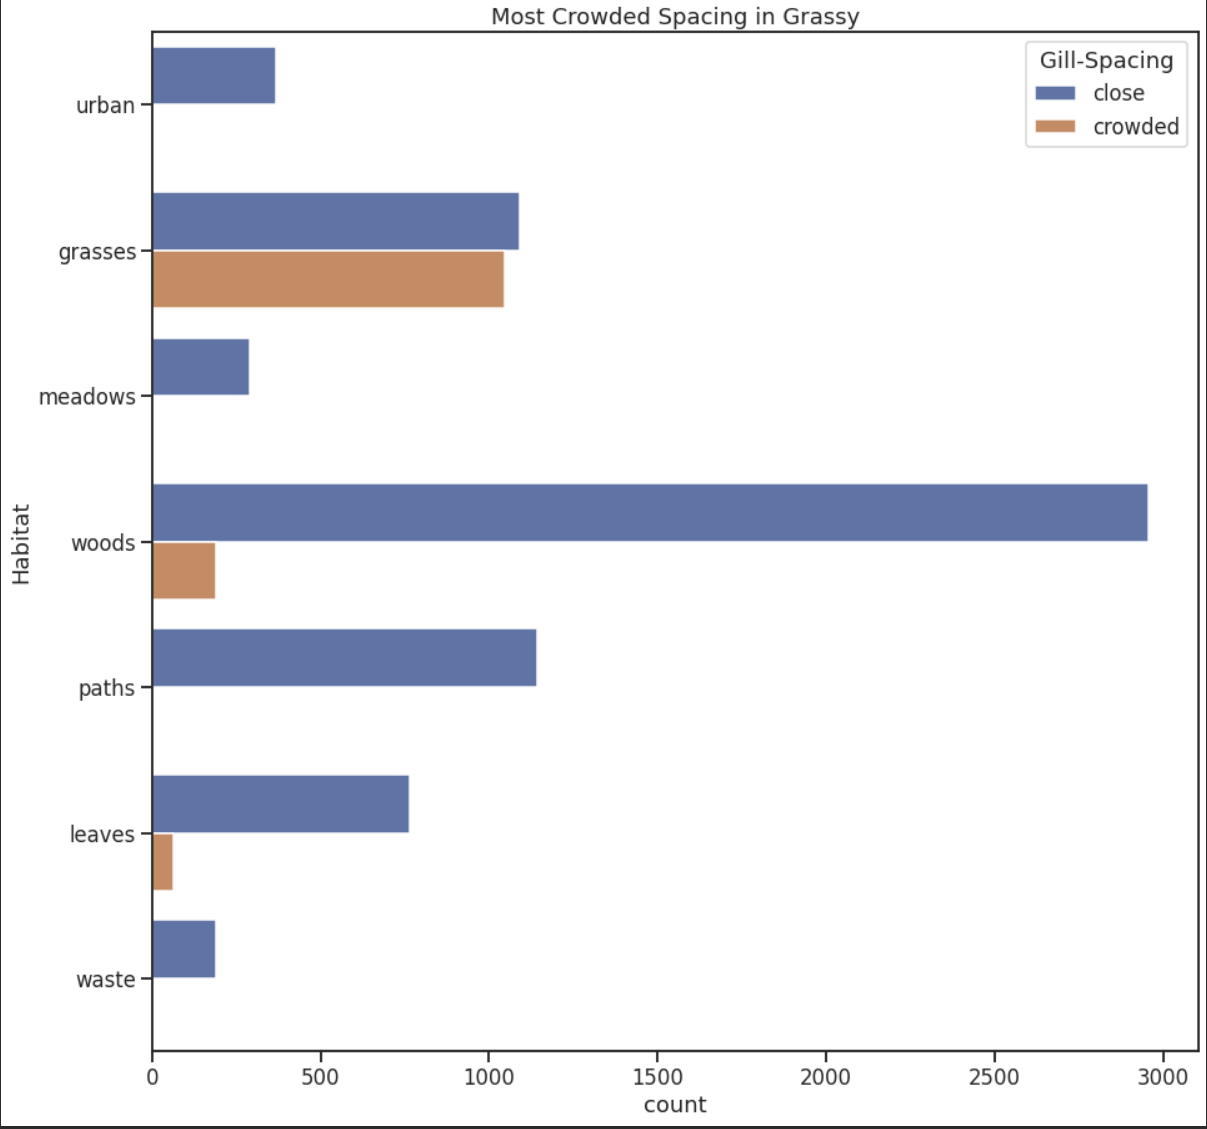 Most Crowded Spacing in Grassy
Gill-Spacing
close
crowded
urban
grasses
meadows
woods
paths
leaves
waste
Habitat
0 500 1000 1500 2000 2500 3000
count